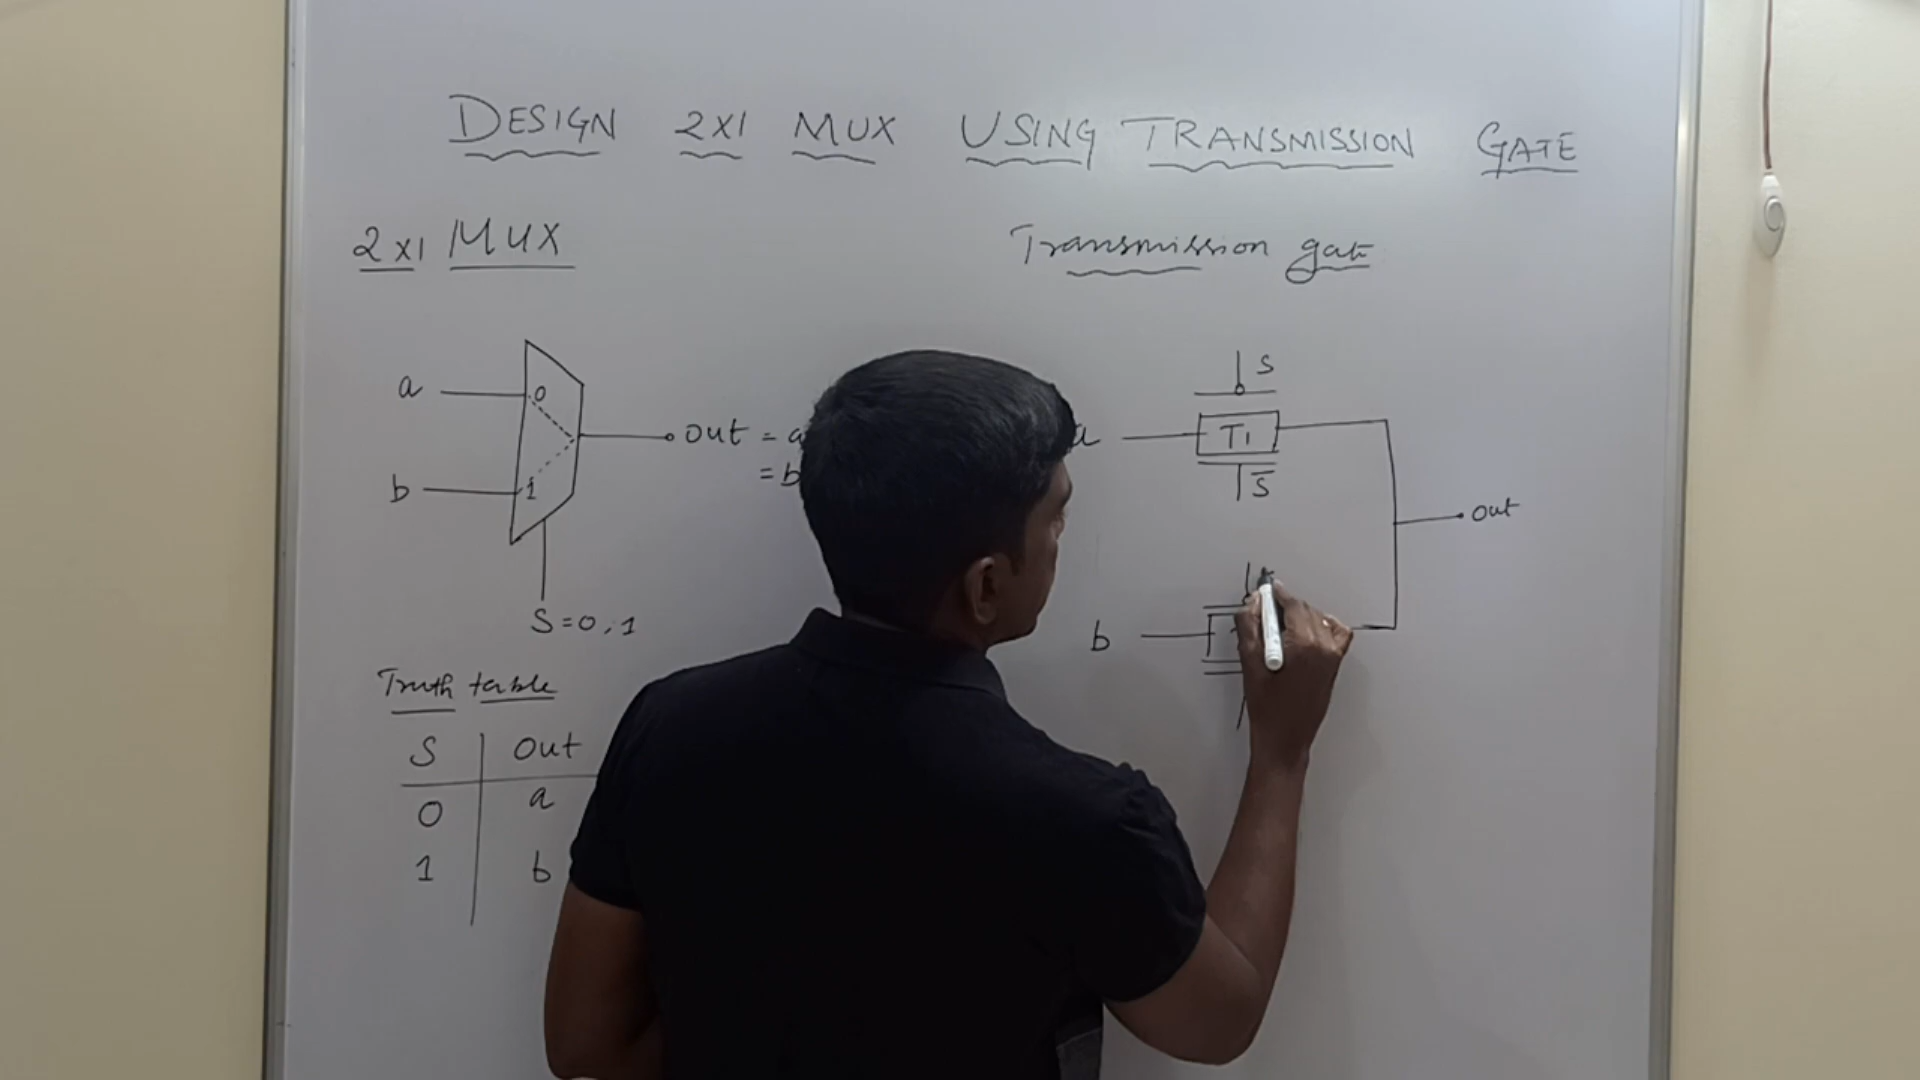 DESIGN 2X1 MUX USING TRANSMISSION GATE
2x1 MUX
Transmission gate
a
0
out = a
= b
b
1
S=0,1
Truth table
S out
0 a
1 b
S
a
T1
S̅
out
b